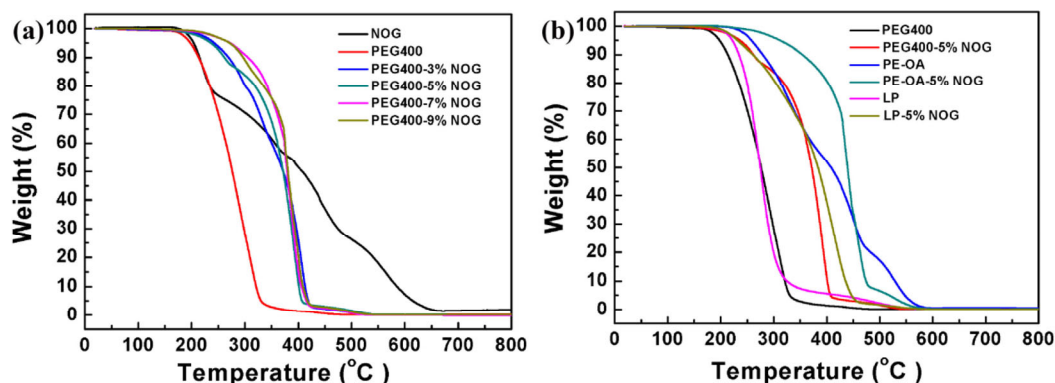 (a)
NOG
PEG400
PEG400-3% NOG
PEG400-5% NOG
PEG400-7% NOG
PEG400-9% NOG
Weight (%)
100
90
80
70
60
50
40
30
20
10
0
0 100 200 300 400 500 600 700 800
Temperature (°C)
(b)
PEG400
PEG400-5% NOG
PE-OA
PE-OA-5% NOG
LP
LP-5% NOG
Weight (%)
100
90
80
70
60
50
40
30
20
10
0
0 100 200 300 400 500 600 700 800
Temperature (°C)